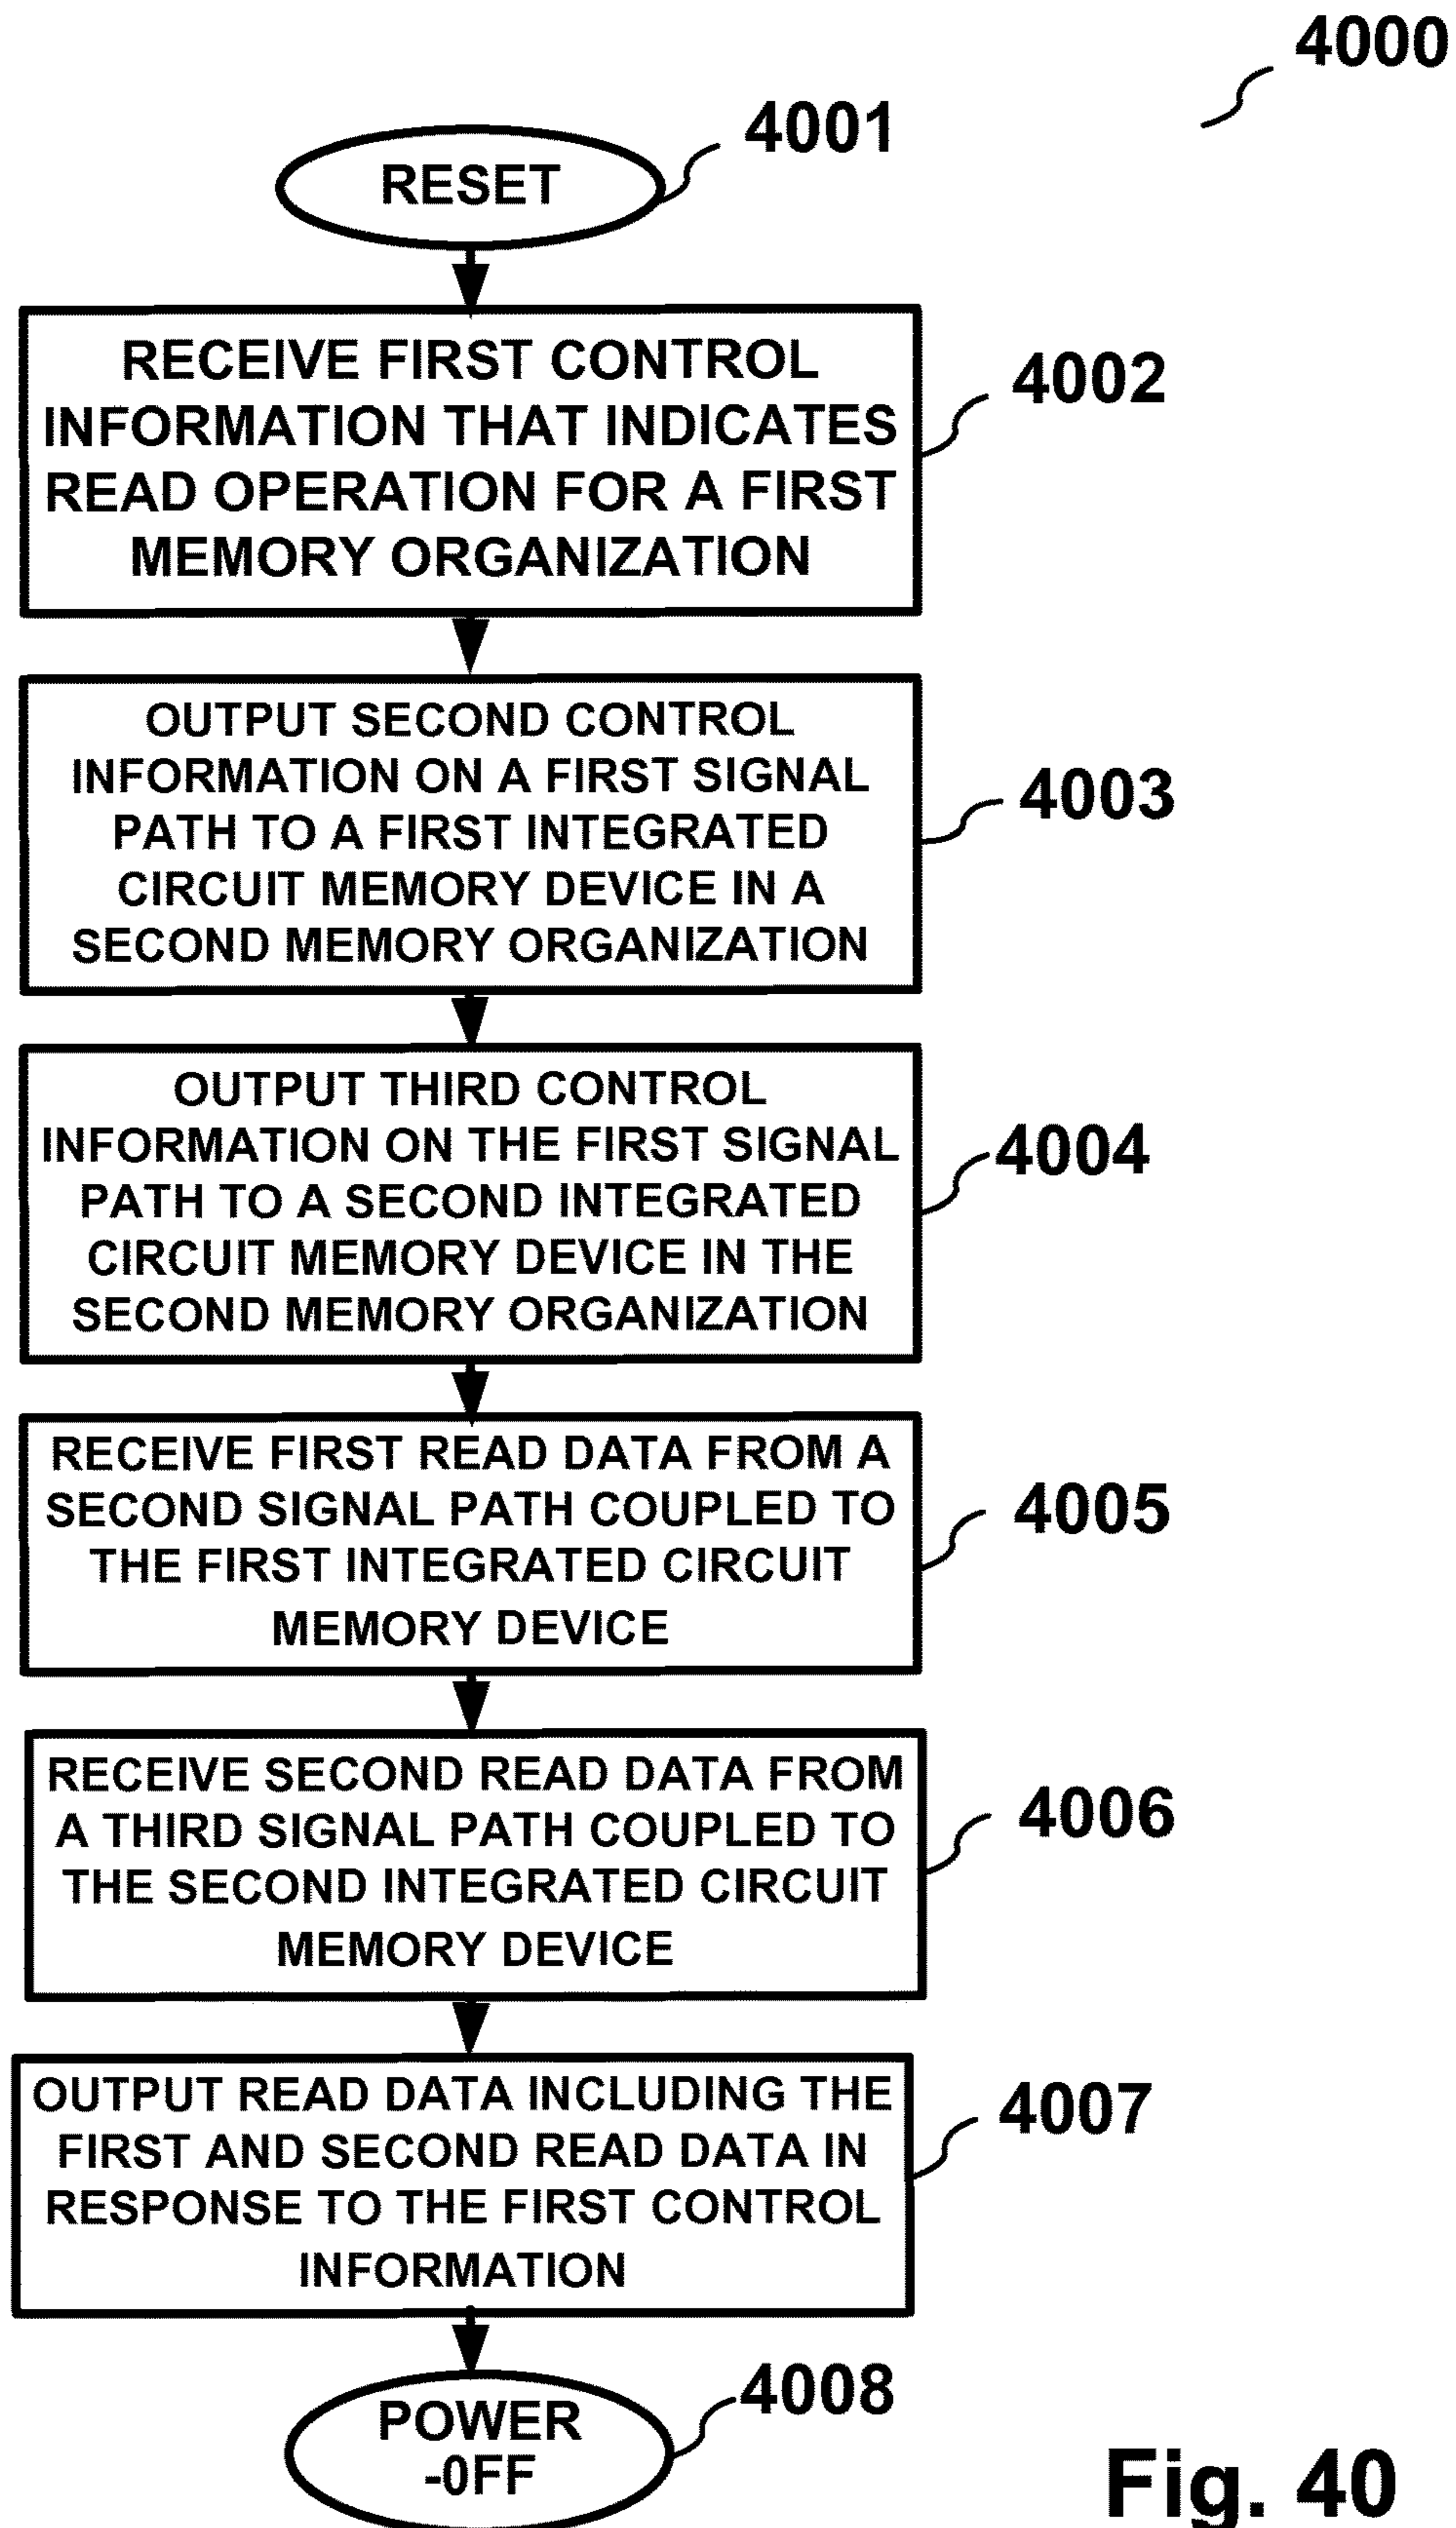 4000
4001
RESET
RECEIVE FIRST CONTROL
INFORMATION THAT INDICATES
READ OPERATION FOR A FIRST
MEMORY ORGANIZATION
4002
OUTPUT SECOND CONTROL
INFORMATION ON A FIRST SIGNAL
PATH TO A FIRST INTEGRATED
CIRCUIT MEMORY DEVICE IN A
SECOND MEMORY ORGANIZATION
4003
OUTPUT THIRD CONTROL
INFORMATION ON THE FIRST SIGNAL
PATH TO A SECOND INTEGRATED
CIRCUIT MEMORY DEVICE IN THE
SECOND MEMORY ORGANIZATION
4004
RECEIVE FIRST READ DATA FROM A
SECOND SIGNAL PATH COUPLED TO
THE FIRST INTEGRATED CIRCUIT
MEMORY DEVICE
4005
RECEIVE SECOND READ DATA FROM
A THIRD SIGNAL PATH COUPLED TO
THE SECOND INTEGRATED CIRCUIT
MEMORY DEVICE
4006
OUTPUT READ DATA INCLUDING THE
FIRST AND SECOND READ DATA IN
RESPONSE TO THE FIRST CONTROL
INFORMATION
4007
POWER
-0FF
4008
Fig. 40